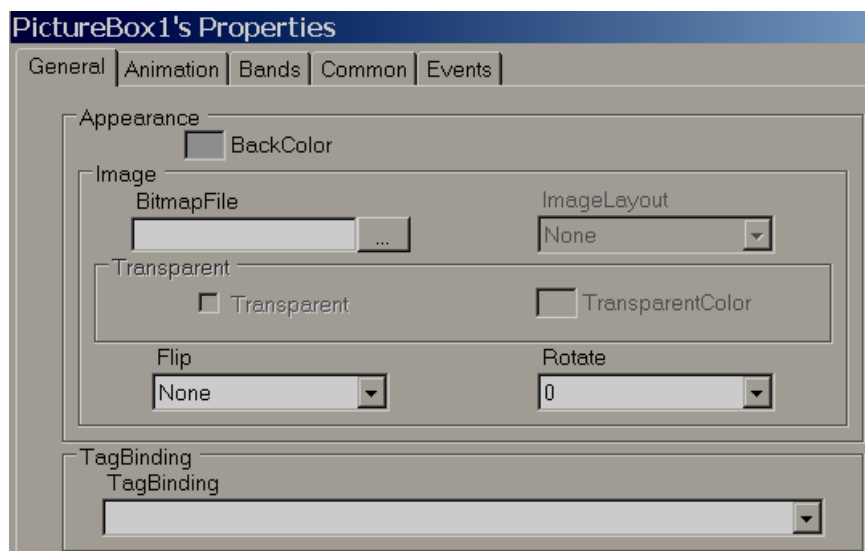 PictureBox1's Properties
General Animation Bands Common Events
Appearance
BackColor
Image
BitmapFile ImageLayout
... None
Transparent
Transparent TransparentColor
Flip Rotate
None 0
TagBinding
TagBinding